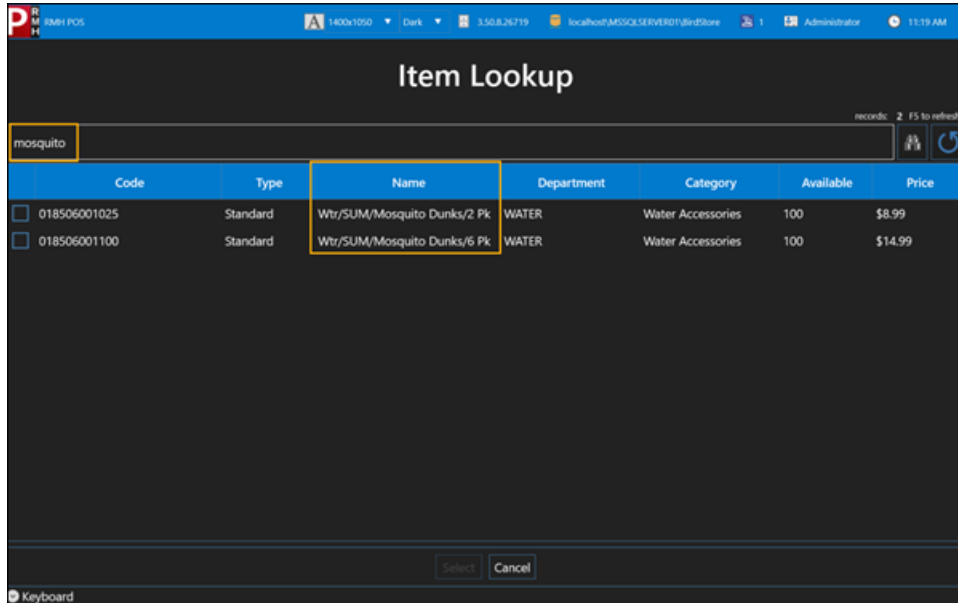 P RMH RMH POS A 1400x1050 Dark 3.50.8.26719 localhost\MSSQLSERVER01\BirdStore 1 Administrator 11:19 AM
Item Lookup
records: 2 F5 to refresh
mosquito
Code Type Name Department Category Available Price
018506001025 Standard Wtr/SUM/Mosquito Dunks/2 Pk WATER Water Accessories 100 $8.99
018506001100 Standard Wtr/SUM/Mosquito Dunks/6 Pk WATER Water Accessories 100 $14.99
Select Cancel
Keyboard